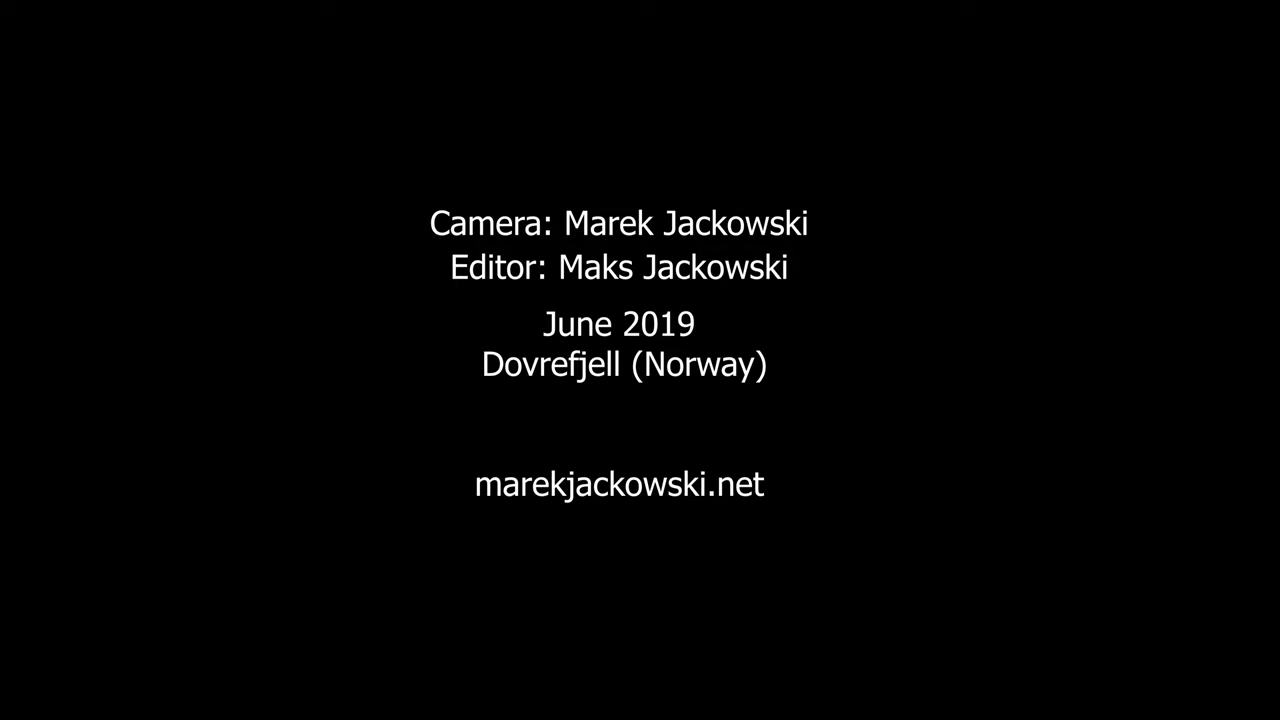 Camera: Marek Jackowski
Editor: Maks Jackowski
June 2019
Dovrefjell (Norway)
marekjackowski.net